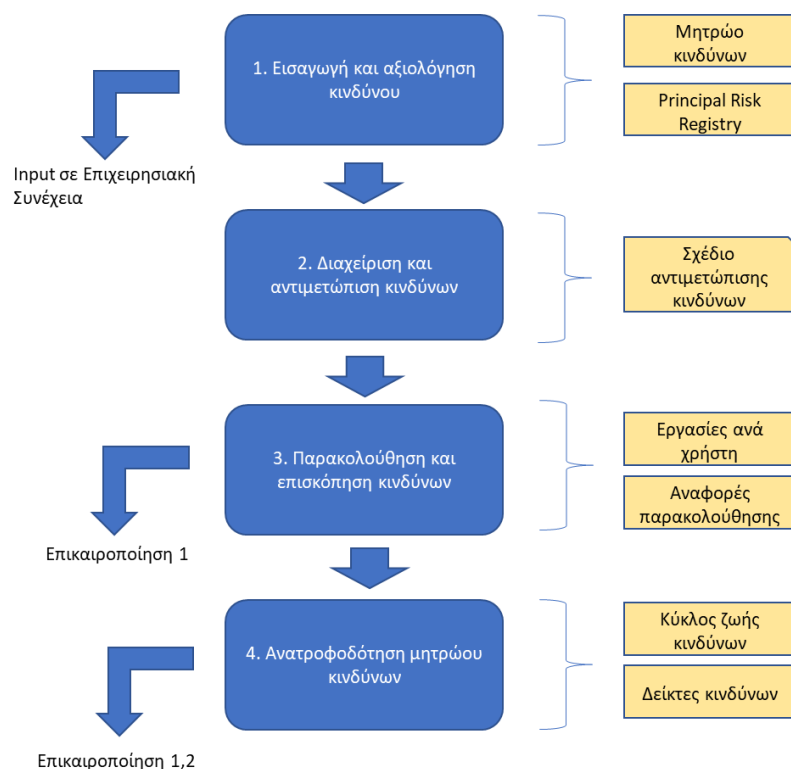 1. Εισαγωγή και αξιολόγηση
κινδύνου
Μητρώο
κινδύνων
Principal Risk
Registry
Input σε Επιχειρησιακή
Συνέχεια
2. Διαχείριση και
αντιμετώπιση κινδύνων
Σχέδιο
αντιμετώπισης
κινδύνων
3. Παρακολούθηση και
επισκόπηση κινδύνων
Εργασίες ανά
χρήστη
Αναφορές
παρακολούθησης
Επικαιροποίηση 1
4. Ανατροφοδότηση μητρώου
κινδύνων
Κύκλος ζωής
κινδύνων
Δείκτες κινδύνων
Επικαιροποίηση 1,2